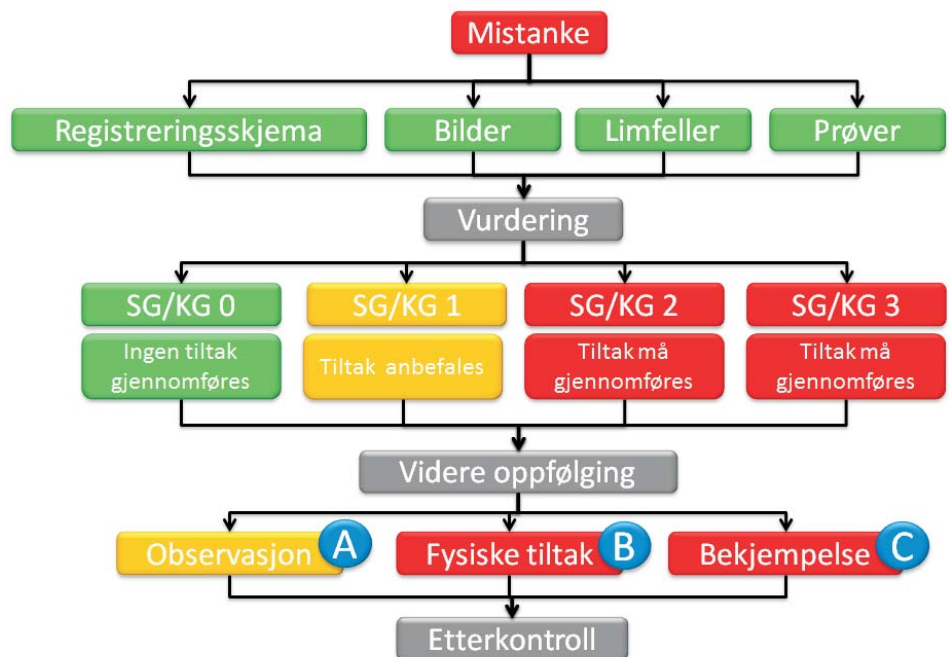 Mistanke
Registreringsskjema
Bilder
Limfeller
Prøver
Vurdering
SG/KG 0
SG/KG 1
SG/KG 2
SG/KG 3
Ingen tiltak
gjennomføres
Tiltak anbefales
Tiltak må
gjennomføres
Tiltak må
gjennomføres
Videre oppfølging
Observasjon
A
Fysiske tiltak
B
Bekjempelse
C
Etterkontroll